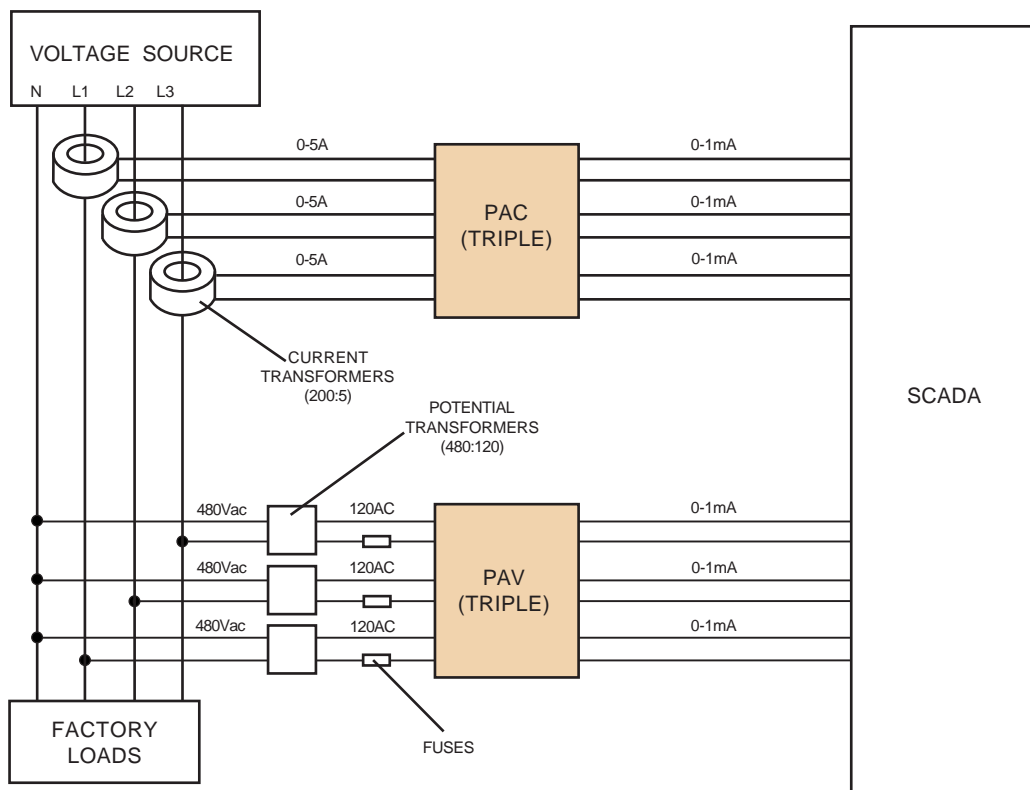 VOLTAGE SOURCE
N L1 L2 L3
0-5A
0-1mA
0-5A
0-1mA
0-5A
0-1mA
PAC
(TRIPLE)
CURRENT
TRANSFORMERS
(200:5)
SCADA
POTENTIAL
TRANSFORMERS
(480:120)
480Vac
120AC
0-1mA
480Vac
120AC
0-1mA
480Vac
120AC
0-1mA
PAV
(TRIPLE)
FACTORY
LOADS
FUSES